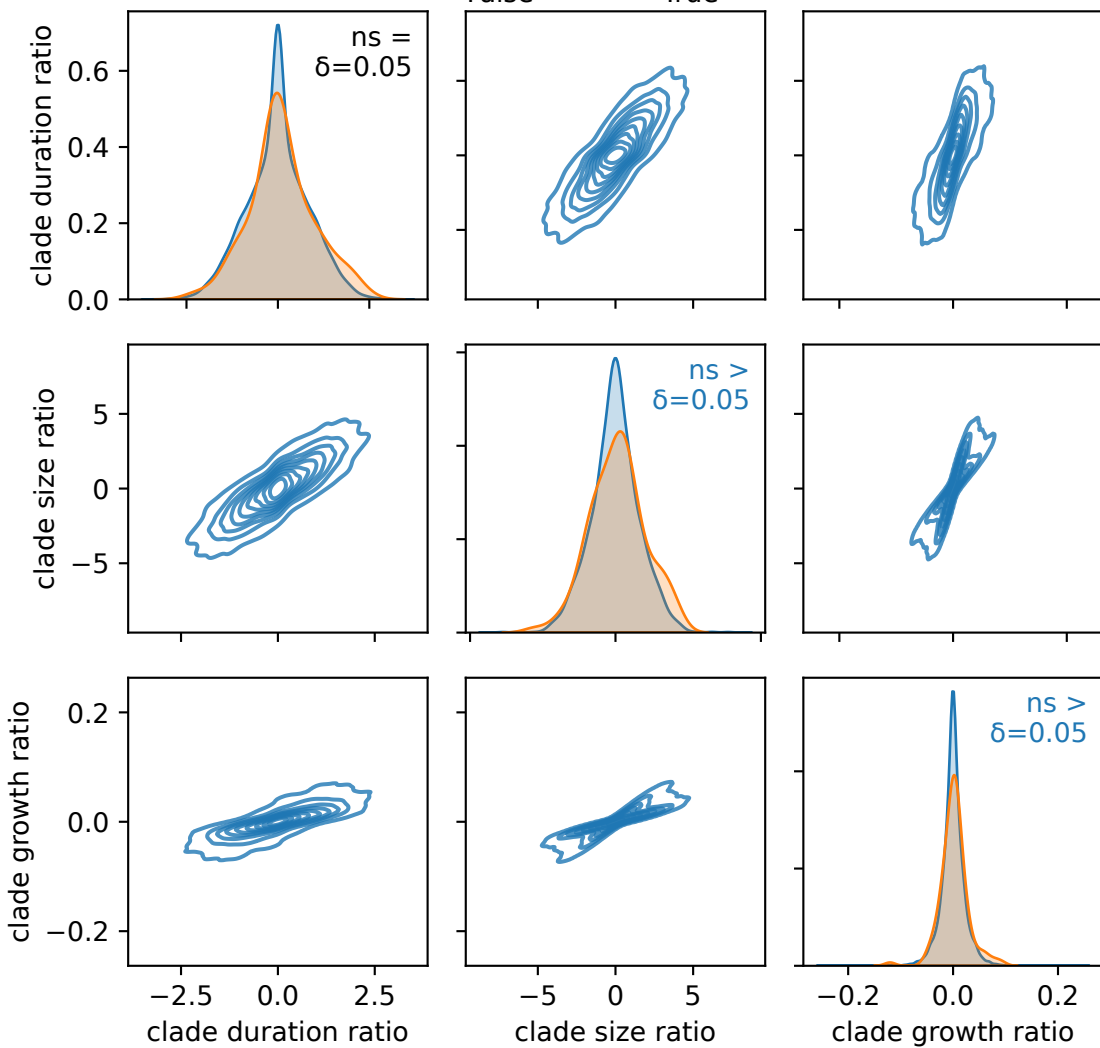 clade duration ratio
0.6
0.4
0.2
0.0
ns =
δ=0.05
clade size ratio
5
0
−5
ns >
δ=0.05
clade growth ratio
0.2
0.0
−0.2
ns >
δ=0.05
−2.5 0.0 2.5
−5 0 5
−0.2 0.0 0.2
clade duration ratio
clade size ratio
clade growth ratio